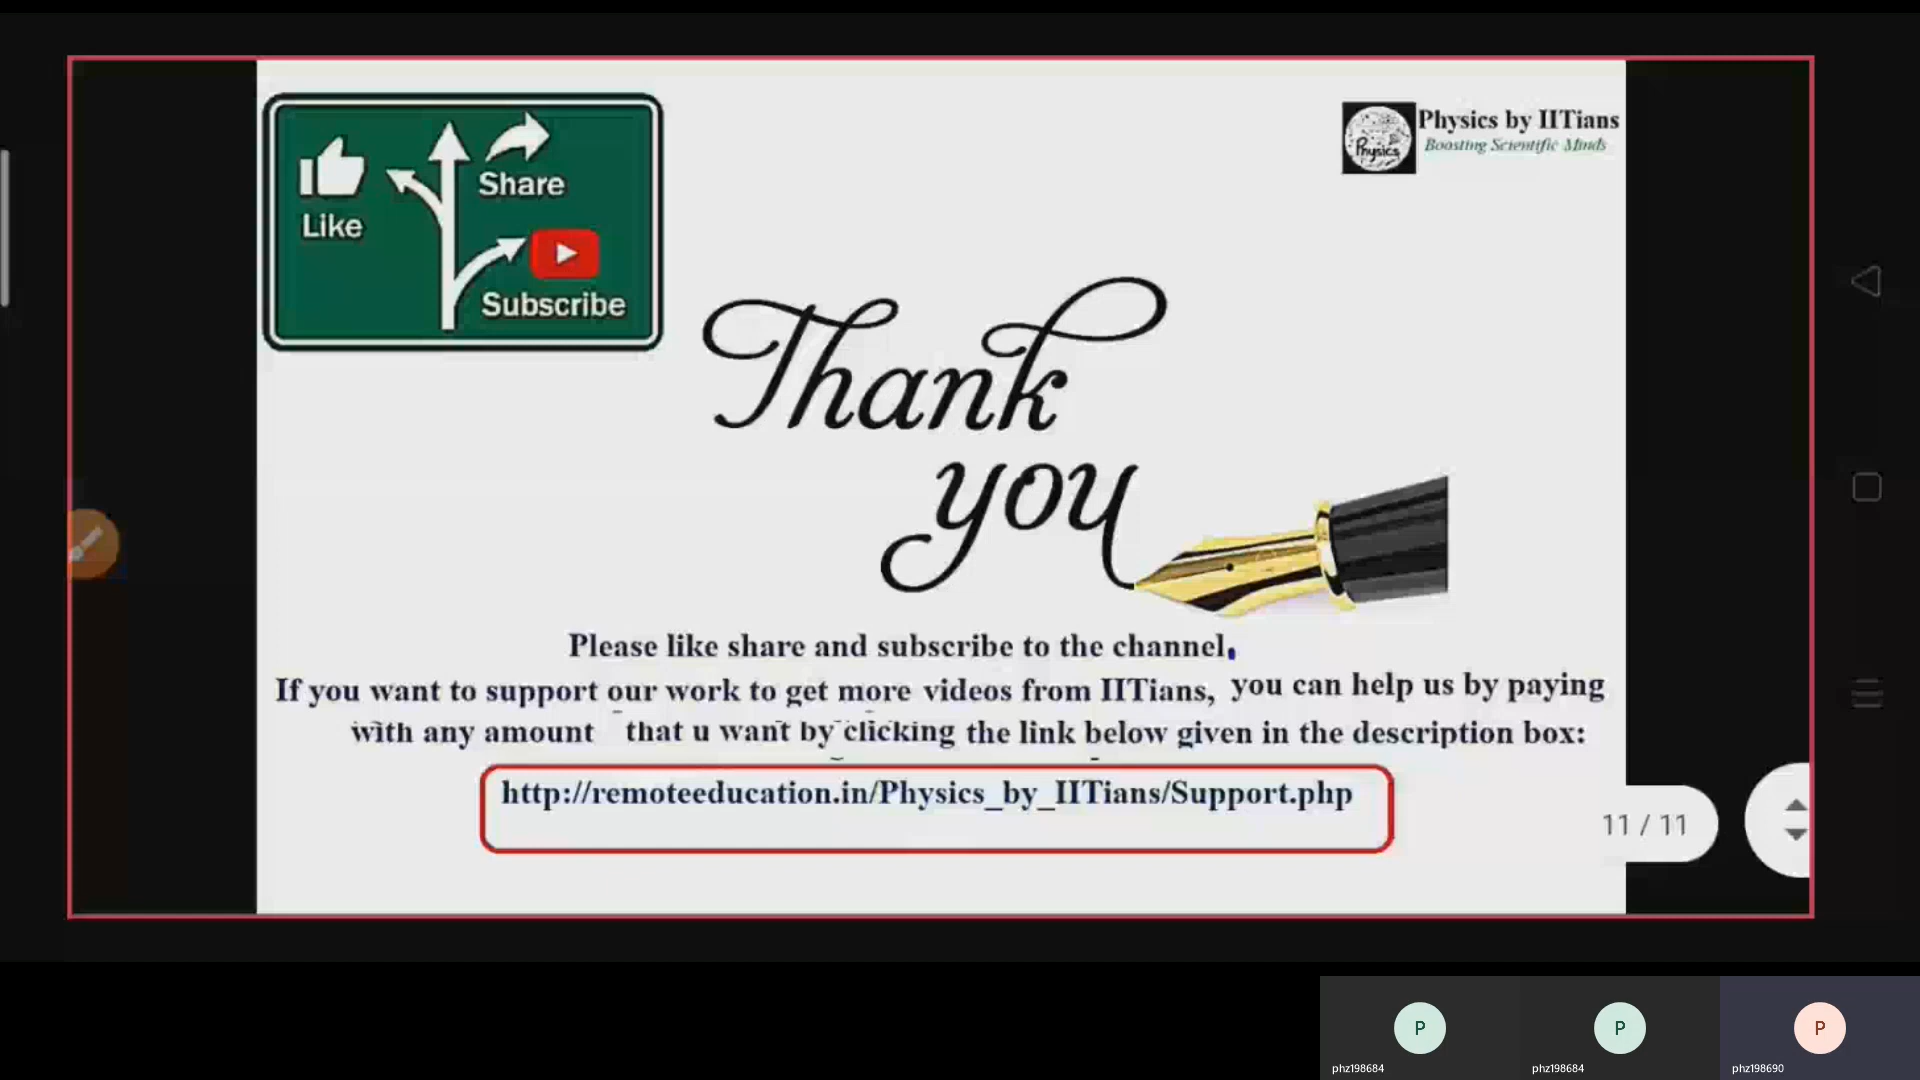 Physics by IITians
Physics
Boosting Scientific Minds
Share
Like
Subscribe
Thank
you
Please like share and subscribe to the channel.
If you want to support our work to get more videos from IITians, you can help us by paying
with any amount that u want by clicking the link below given in the description box:
http://remoteeducation.in/Physics_by_IITians/Support.php
11 / 11
P
P
P
phz198684
phz198684
phz198690